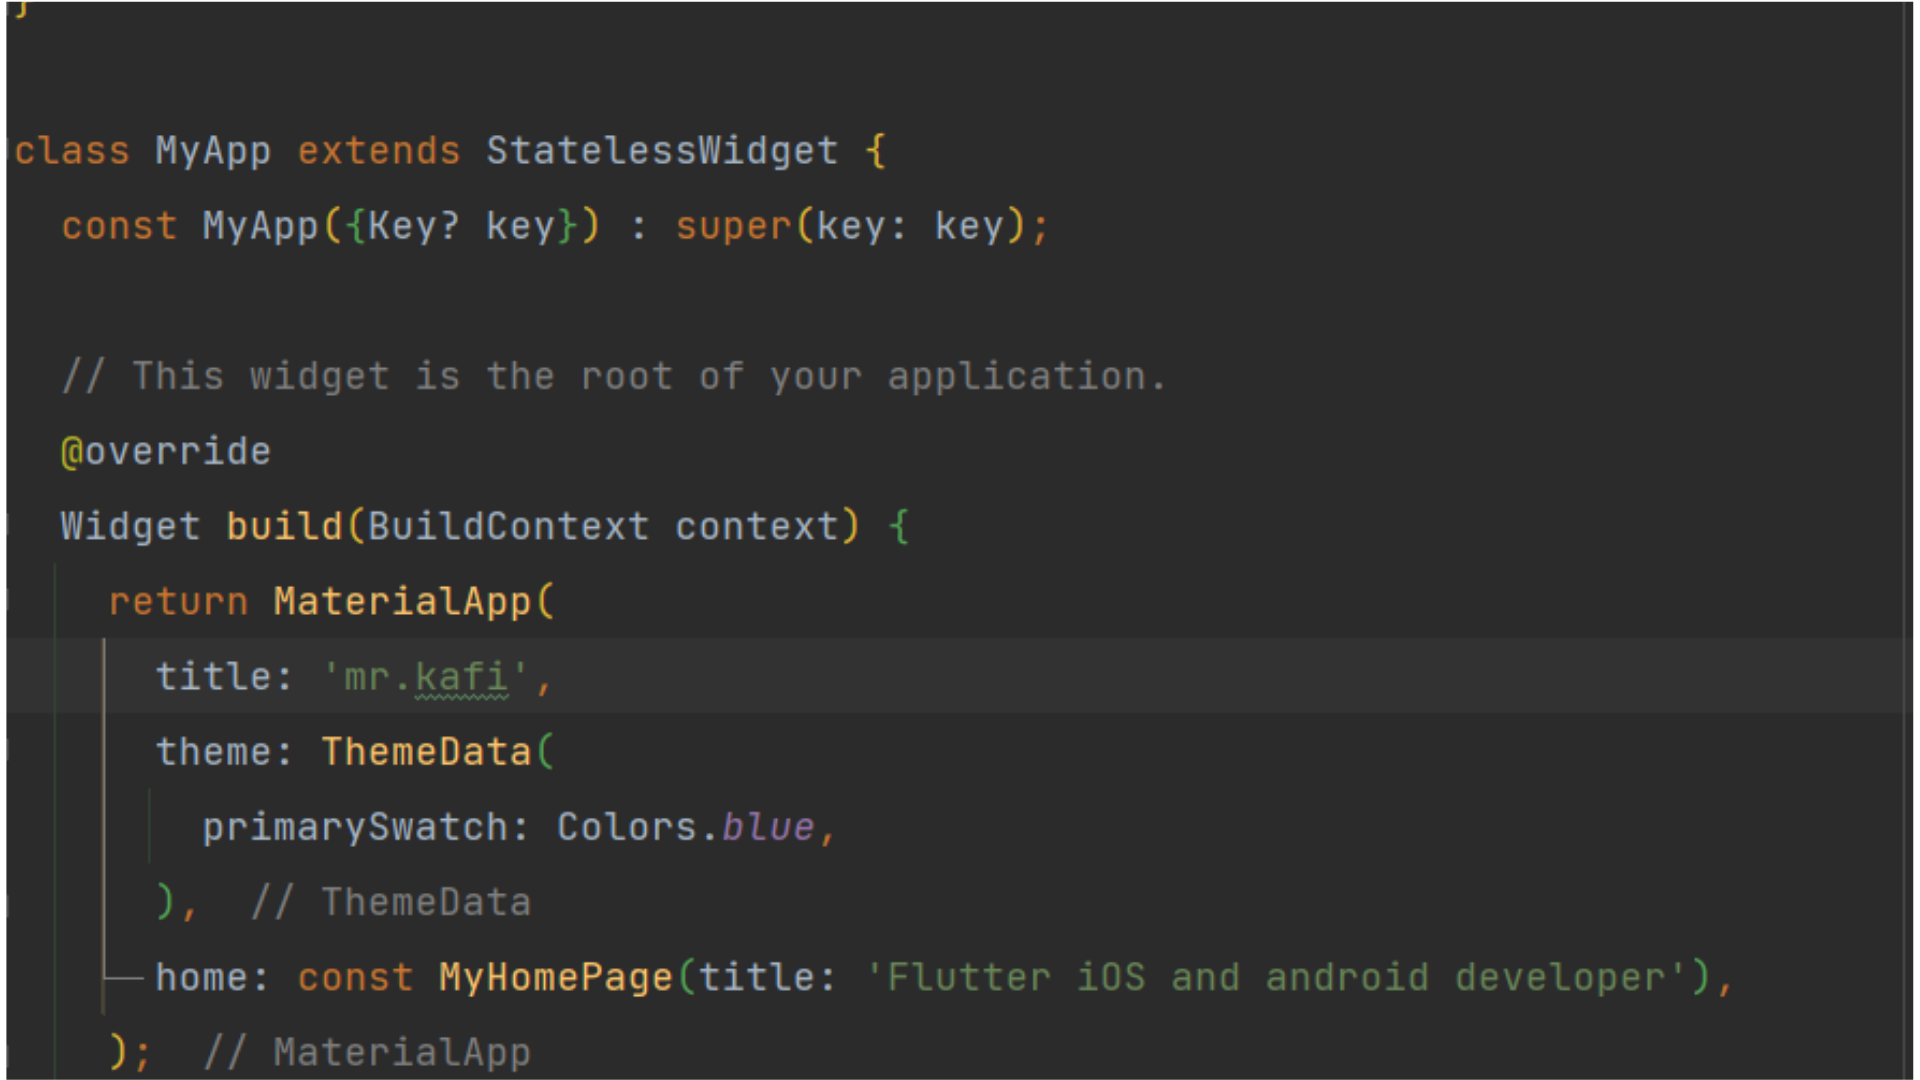 }
class MyApp extends StatelessWidget {
const MyApp({Key? key}) : super(key: key);
// This widget is the root of your application.
@override
Widget build(BuildContext context) {
return MaterialApp(
title: 'mr.kafi',
theme: ThemeData(
primarySwatch: Colors.blue,
), // ThemeData
home: const MyHomePage(title: 'Flutter iOS and android developer'),
); // MaterialApp